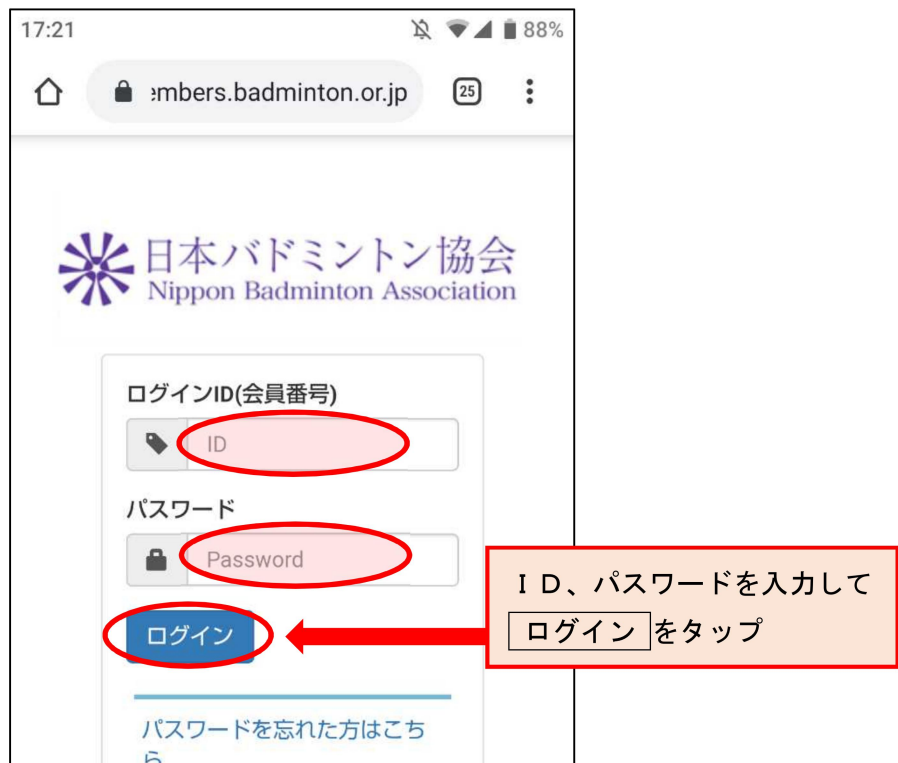 17:21
88%
embers.badminton.or.jp
25
日本バドミントン協会
Nippon Badminton Association
ログインID(会員番号)
ID
パスワード
Password
ＩＤ、パスワードを入力して
ログイン をタップ
ログイン
パスワードを忘れた方はこち
ら